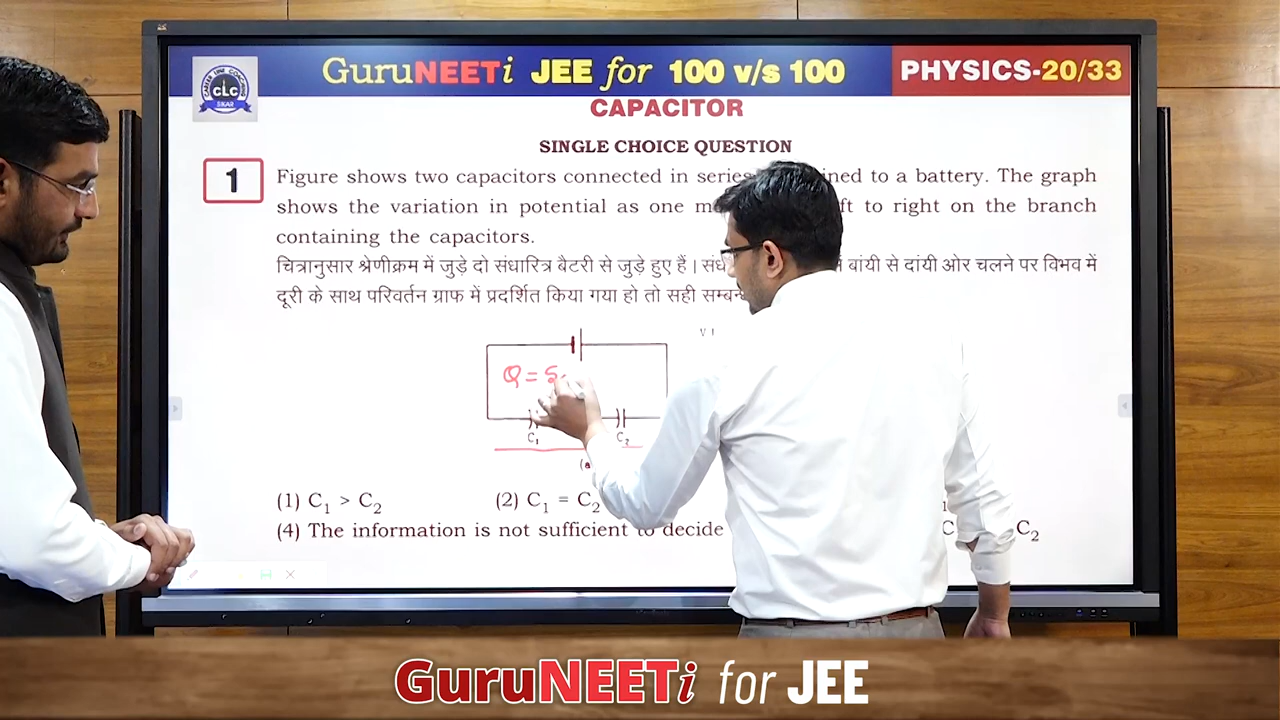 GuruNEETi JEE for 100 v/s 100
PHYSICS-20/33
CAREER LINE COACHING
CLC
SIKAR
CAPACITOR
SINGLE CHOICE QUESTION
1
Figure shows two capacitors connected in series ined to a battery. The graph
shows the variation in potential as one ft to right on the branch
containing the capacitors.
चित्रानुसार श्रेणीक्रम में जुड़े दो संधारित्र बैटरी से जुड़े हुए हैं। बांयी से दांयी ओर चलने पर विभव में
दूरी के साथ परिवर्तन ग्राफ में प्रदर्शित किया गया हो तो सही
V
Q = S
C₁ C₂
(a
(1) C₁ > C₂ (2) C₁ = C₂
(4) The information is not sufficient to decide C C₂
GuruNEETi for JEE